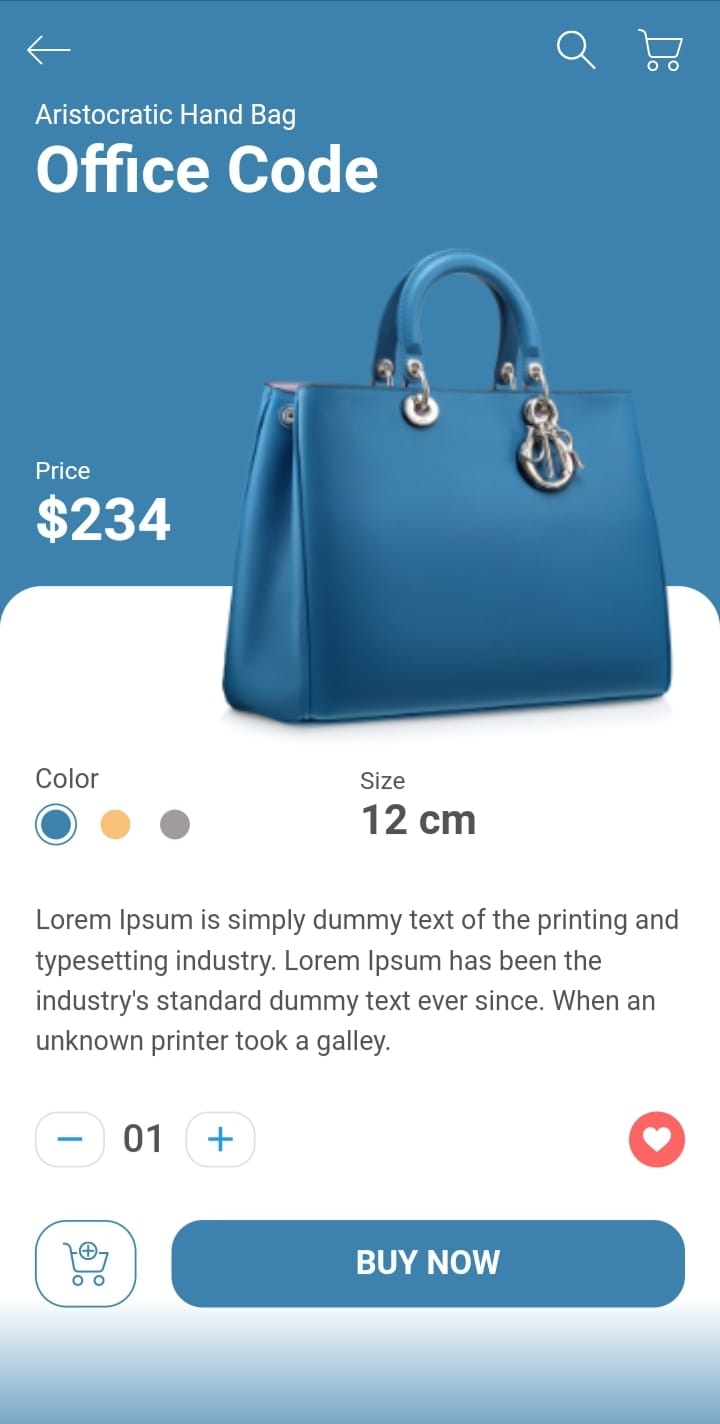 Aristocratic Hand Bag
Office Code
Price
$234
Color
Size
12 cm
Lorem Ipsum is simply dummy text of the printing and
typesetting industry. Lorem Ipsum has been the
industry's standard dummy text ever since. When an
unknown printer took a galley.
01
BUY NOW